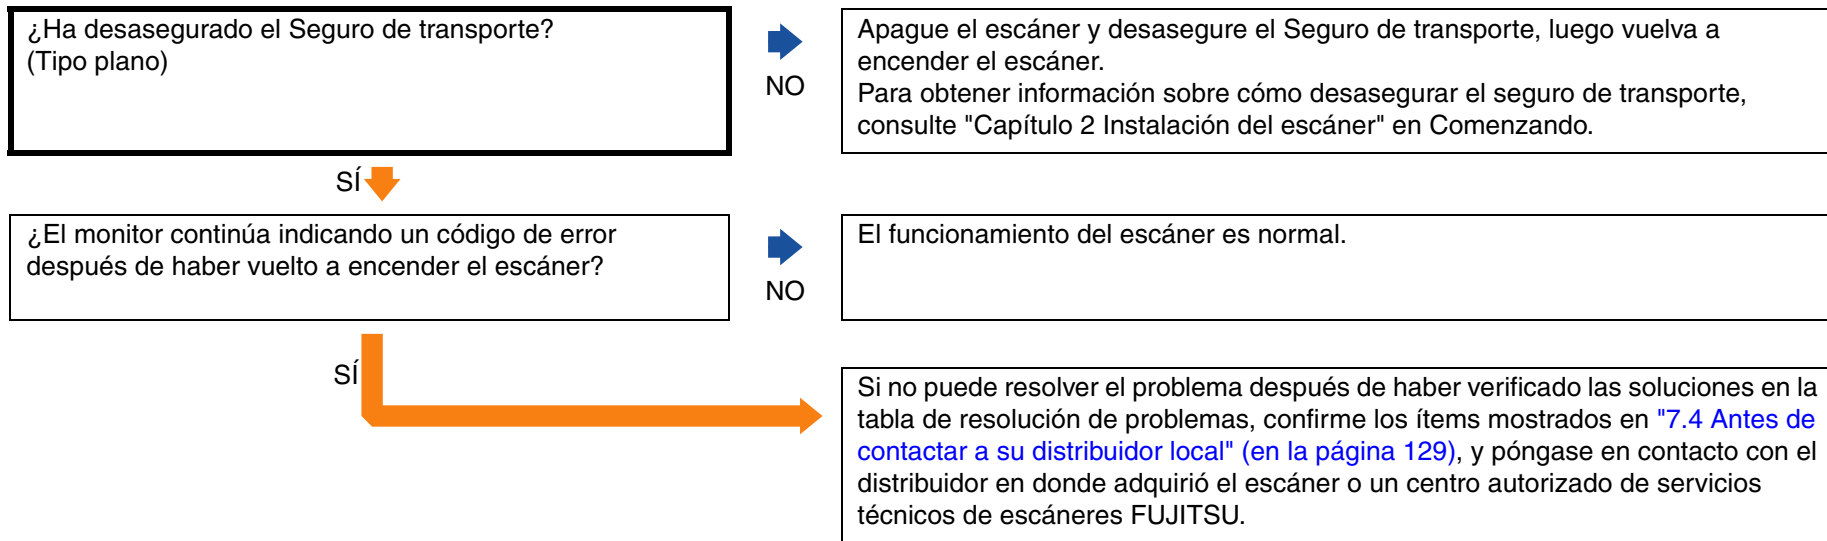 ¿Ha desasegurado el Seguro de transporte?
(Tipo plano)
NO
Apague el escáner y desasegure el Seguro de transporte, luego vuelva a
encender el escáner.
Para obtener información sobre cómo desasegurar el seguro de transporte,
consulte "Capítulo 2 Instalación del escáner" en Comenzando.
SÍ
¿El monitor continúa indicando un código de error
después de haber vuelto a encender el escáner?
NO
El funcionamiento del escáner es normal.
SÍ
Si no puede resolver el problema después de haber verificado las soluciones en la
tabla de resolución de problemas, confirme los ítems mostrados en "7.4 Antes de
contactar a su distribuidor local" (en la página 129), y póngase en contacto con el
distribuidor en donde adquirió el escáner o un centro autorizado de servicios
técnicos de escáneres FUJITSU.